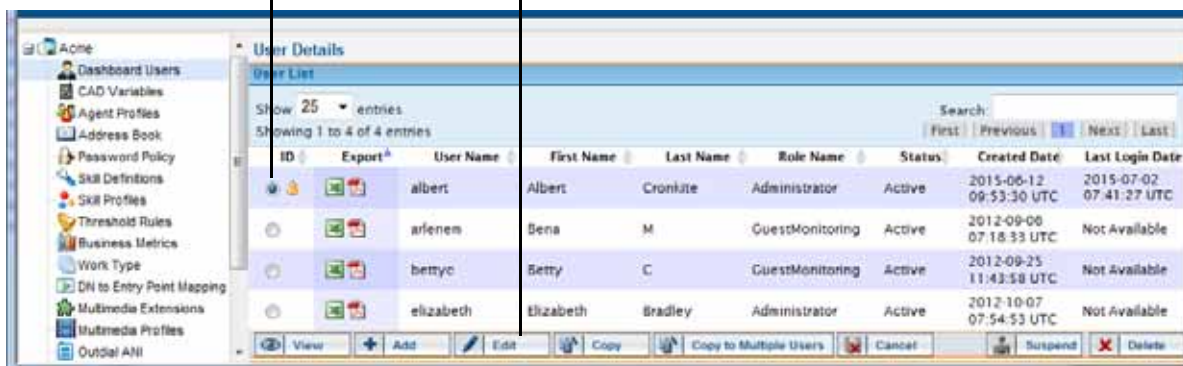 Acme
Dashboard Users
CAD Variables
Agent Profiles
Address Book
Password Policy
Skill Definitions
Skill Profiles
Threshold Rules
Business Metrics
Work Type
DN to Entry Point Mapping
Multimedia Extensions
Multimedia Profiles
Outdial ANI
User Details
User List
Show 25 entries
Search:
Showing 1 to 4 of 4 entries
First Previous 1 Next Last
ID Export User Name First Name Last Name Role Name Status Created Date Last Login Date
albert Albert Cronkite Administrator Active 2015-06-12 09:53:30 UTC 2015-07-02 07:41:27 UTC
arlenem Bena M GuestMonitoring Active 2012-09-06 07:18:33 UTC Not Available
bettyc Betty C GuestMonitoring Active 2012-09-25 11:43:58 UTC Not Available
elizabeth Elizabeth Bradley Administrator Active 2012-10-07 07:54:53 UTC Not Available
View Add Edit Copy Copy to Multiple Users Cancel Suspend Delete